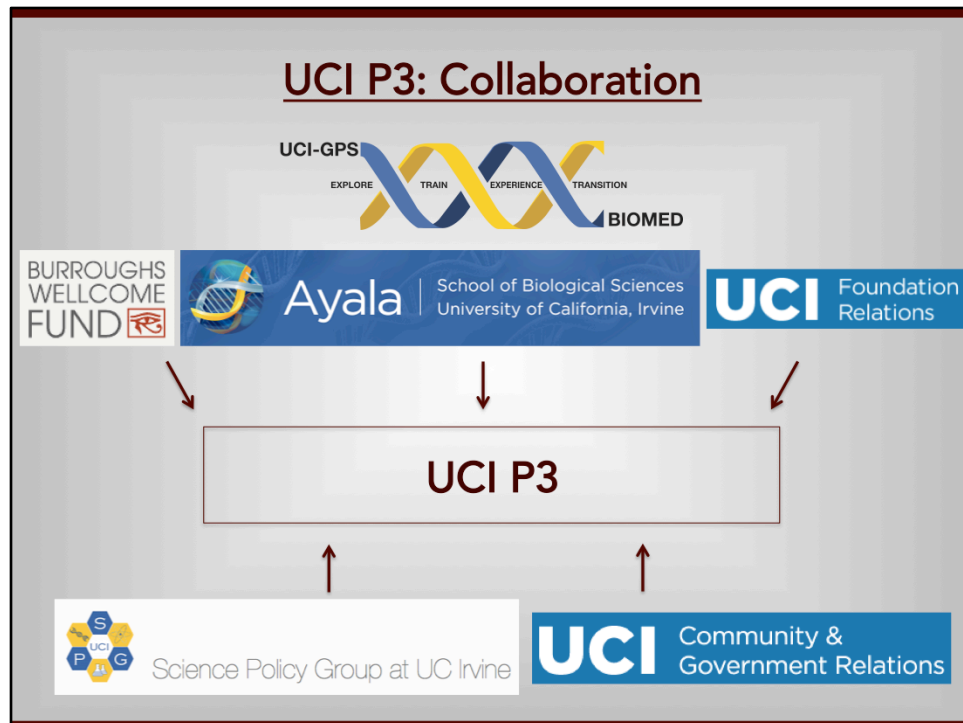 UCI P3: Collaboration
UCI-GPS
EXPLORE TRAIN EXPERIENCE TRANSITION
BIOMED
BURROUGHS
WELLCOME
FUND
Ayala
School of Biological Sciences
University of California, Irvine
UCI
Foundation
Relations
UCI P3
S
UCI
P G
Science Policy Group at UC Irvine
UCI
Community &
Government Relations